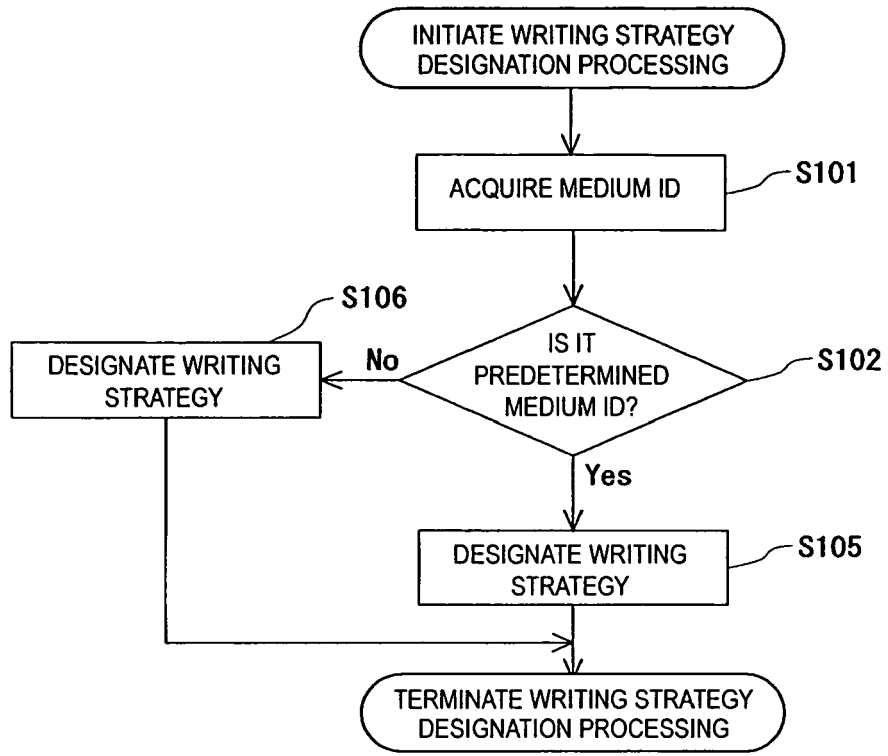 INITIATE WRITING STRATEGY
DESIGNATION PROCESSING
ACQUIRE MEDIUM ID
S101
S106
DESIGNATE WRITING
STRATEGY
No
IS IT
PREDETERMINED
MEDIUM ID?
S102
Yes
DESIGNATE WRITING
STRATEGY
S105
TERMINATE WRITING STRATEGY
DESIGNATION PROCESSING